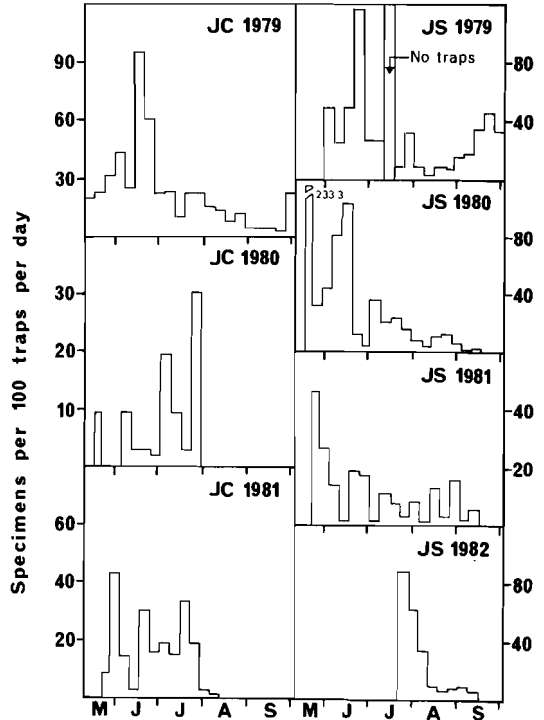 Specimens per 100 traps per day
JC 1979
90
60
30
JC 1980
30
20
10
JC 1981
60
40
20
M J J A S
JS 1979
No traps
80
40
233 3
JS 1980
80
40
JS 1981
40
20
JS 1982
80
40
M J J A S